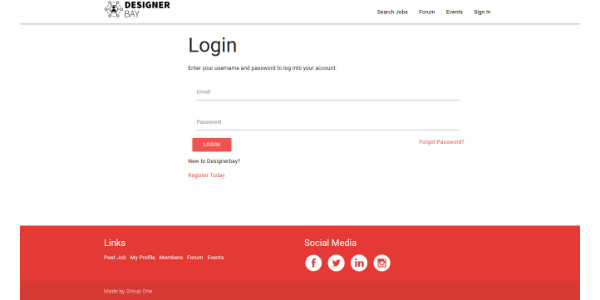 DESIGNER
BAY
Search Jobs Forum Events Sign In
Login
Enter your username and password to log into your account.
Email
Password
LOGIN
Forgot Password?
New to Designerbay?
Register Today
Links
Social Media
Post Job My Profile Members Forum Events
Made by Group One